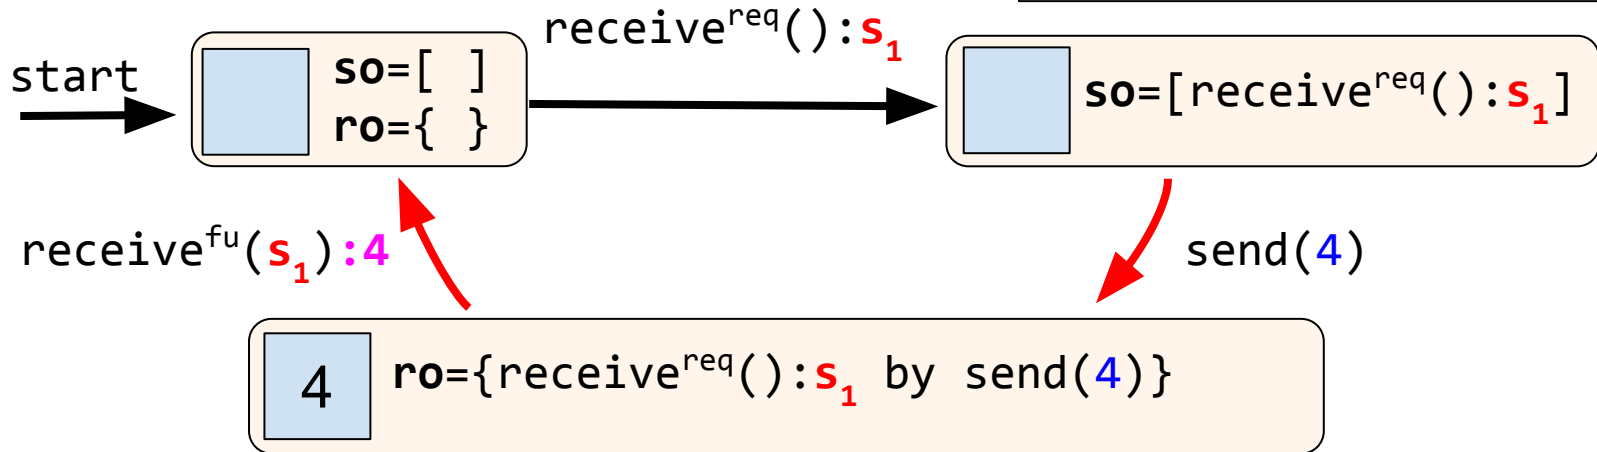 receive^req():s_1
start
so=[ ]
ro={ }
so=[receive^req():s_1]
receive^fu(s_1):4
send(4)
4
ro={receive^req():s_1 by send(4)}